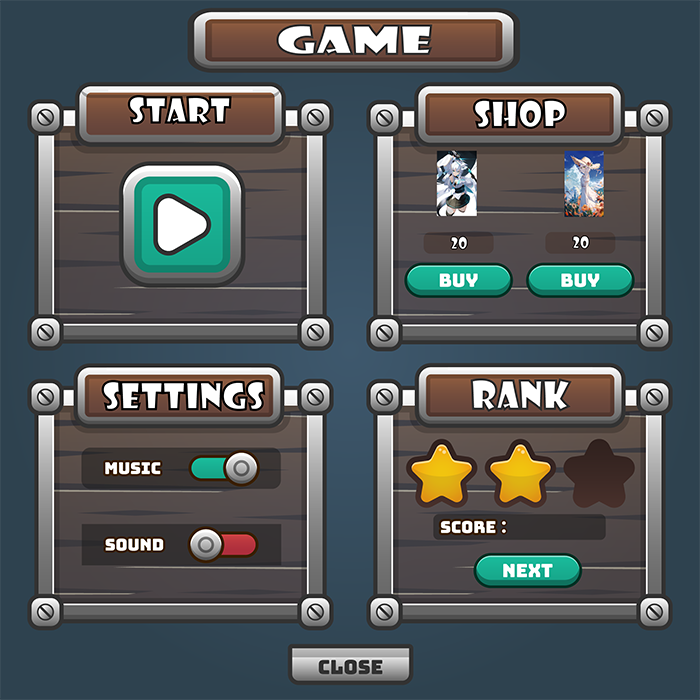 GAME
START
SHOP
20
20
BUY
BUY
SETTINGS
MUSIC
SOUND
RANK
SCORE :
NEXT
CLOSE